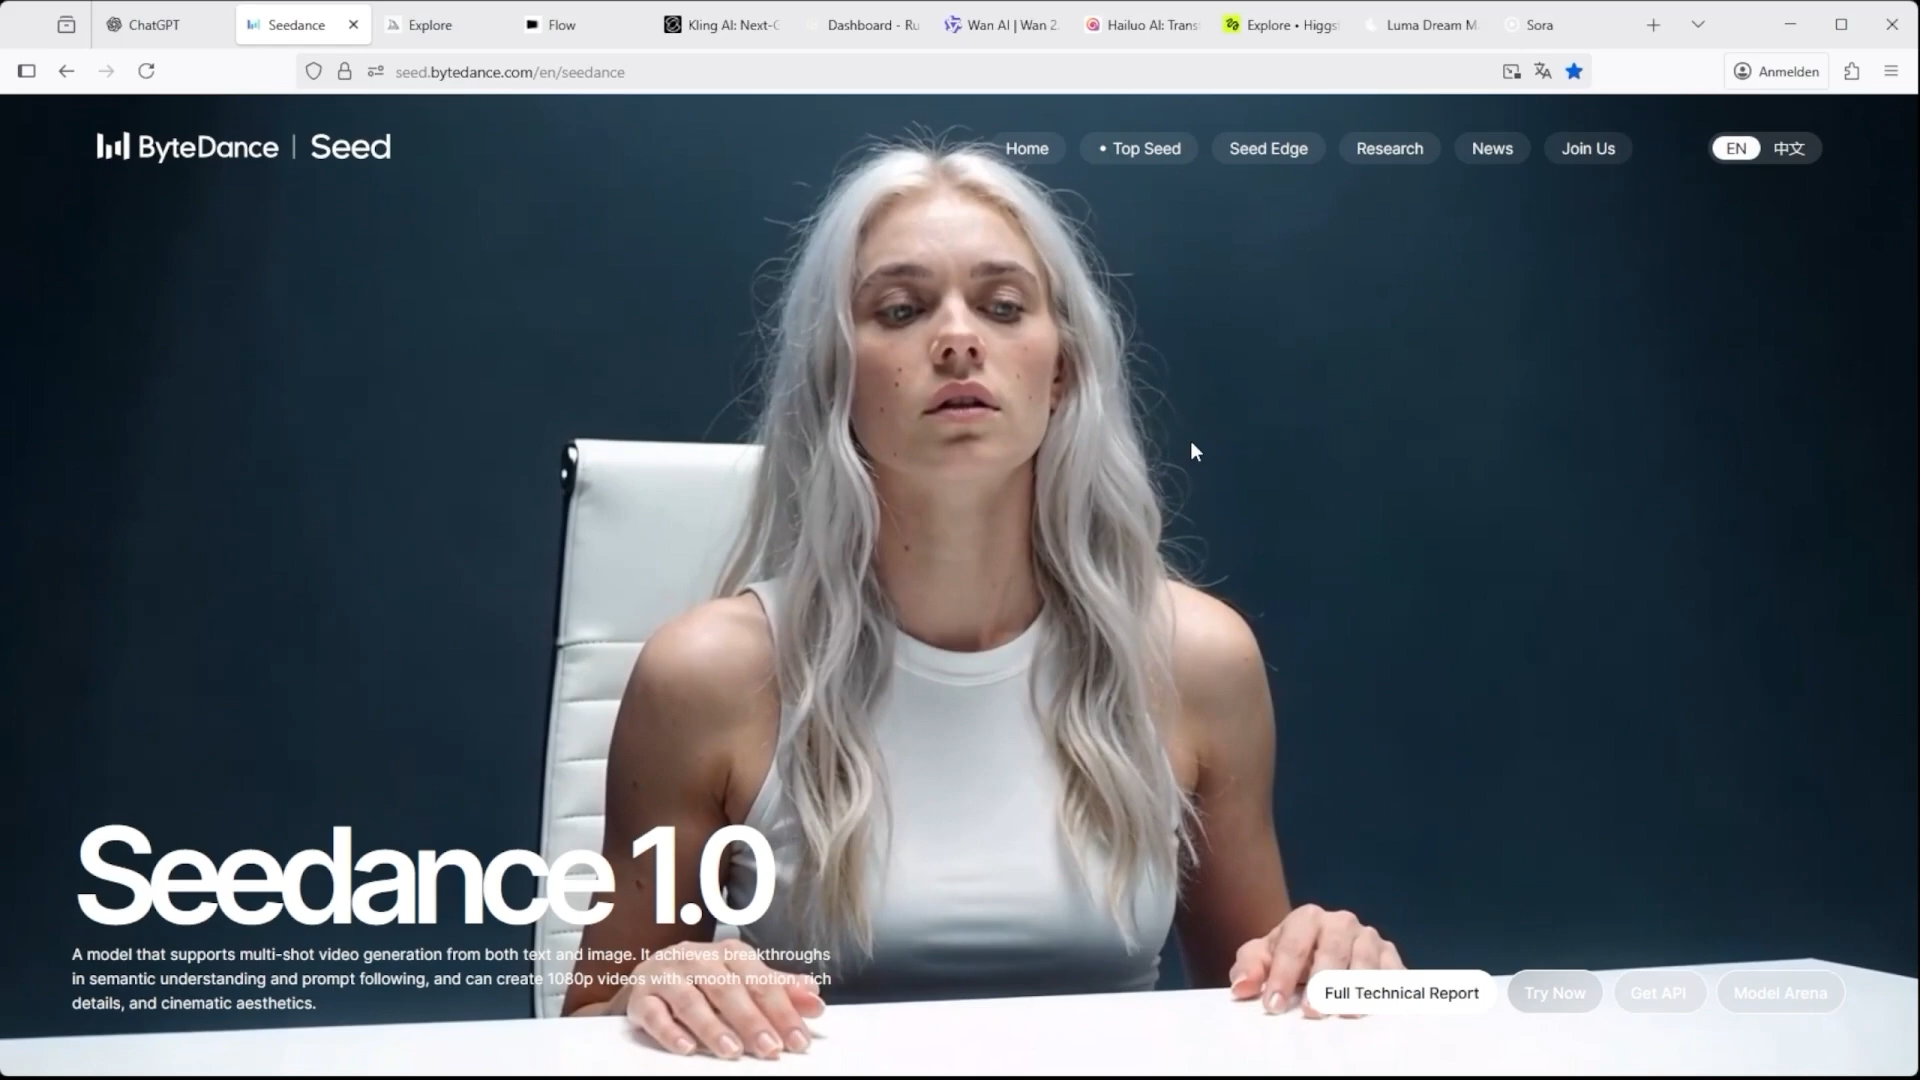 ChatGPT
Seedance
Explore
Flow
Kling AI: Next-G
Dashboard - Ru
Wan AI | Wan 2.
Hailuo AI: Trans
Explore • Higgs
Luma Dream M
Sora
seed.bytedance.com/en/seedance
Anmelden
ByteDance | Seed
Home
• Top Seed
Seed Edge
Research
News
Join Us
EN
中文
Seedance 1.0
A model that supports multi-shot video generation from both text and image. It achieves breakthroughs
in semantic understanding and prompt following, and can create 1080p videos with smooth motion, rich
details, and cinematic aesthetics.
Full Technical Report
Try Now
Get API
Model Arena